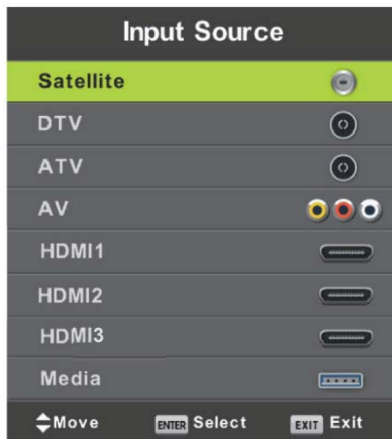 Input Source
Satellite
DTV
ATV
AV
HDMI1
HDMI2
HDMI3
Media
Move ENTER Select EXIT Exit